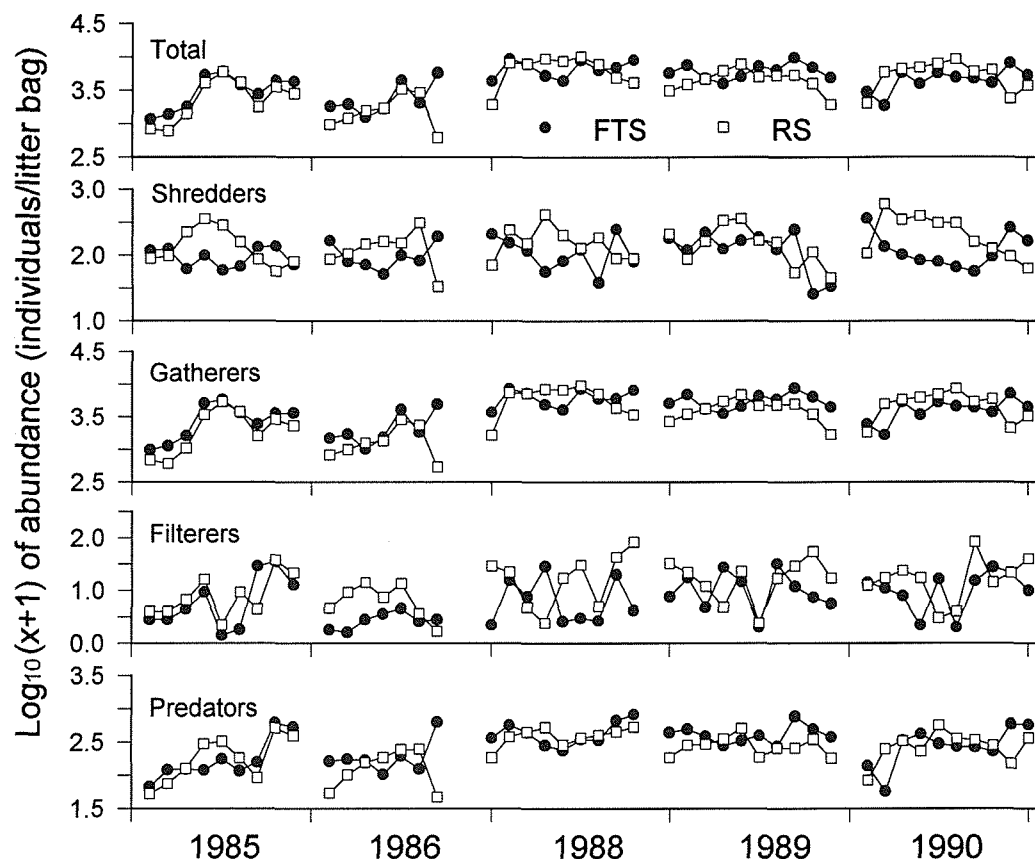 Log10(x+1) of abundance (individuals/litter bag)
4.5
3.5
2.5
Total
FTS
RS
3.0
2.0
1.0
Shredders
4.5
3.5
2.5
Gatherers
2.0
1.0
0.0
Filterers
3.5
2.5
1.5
Predators
1985
1986
1988
1989
1990